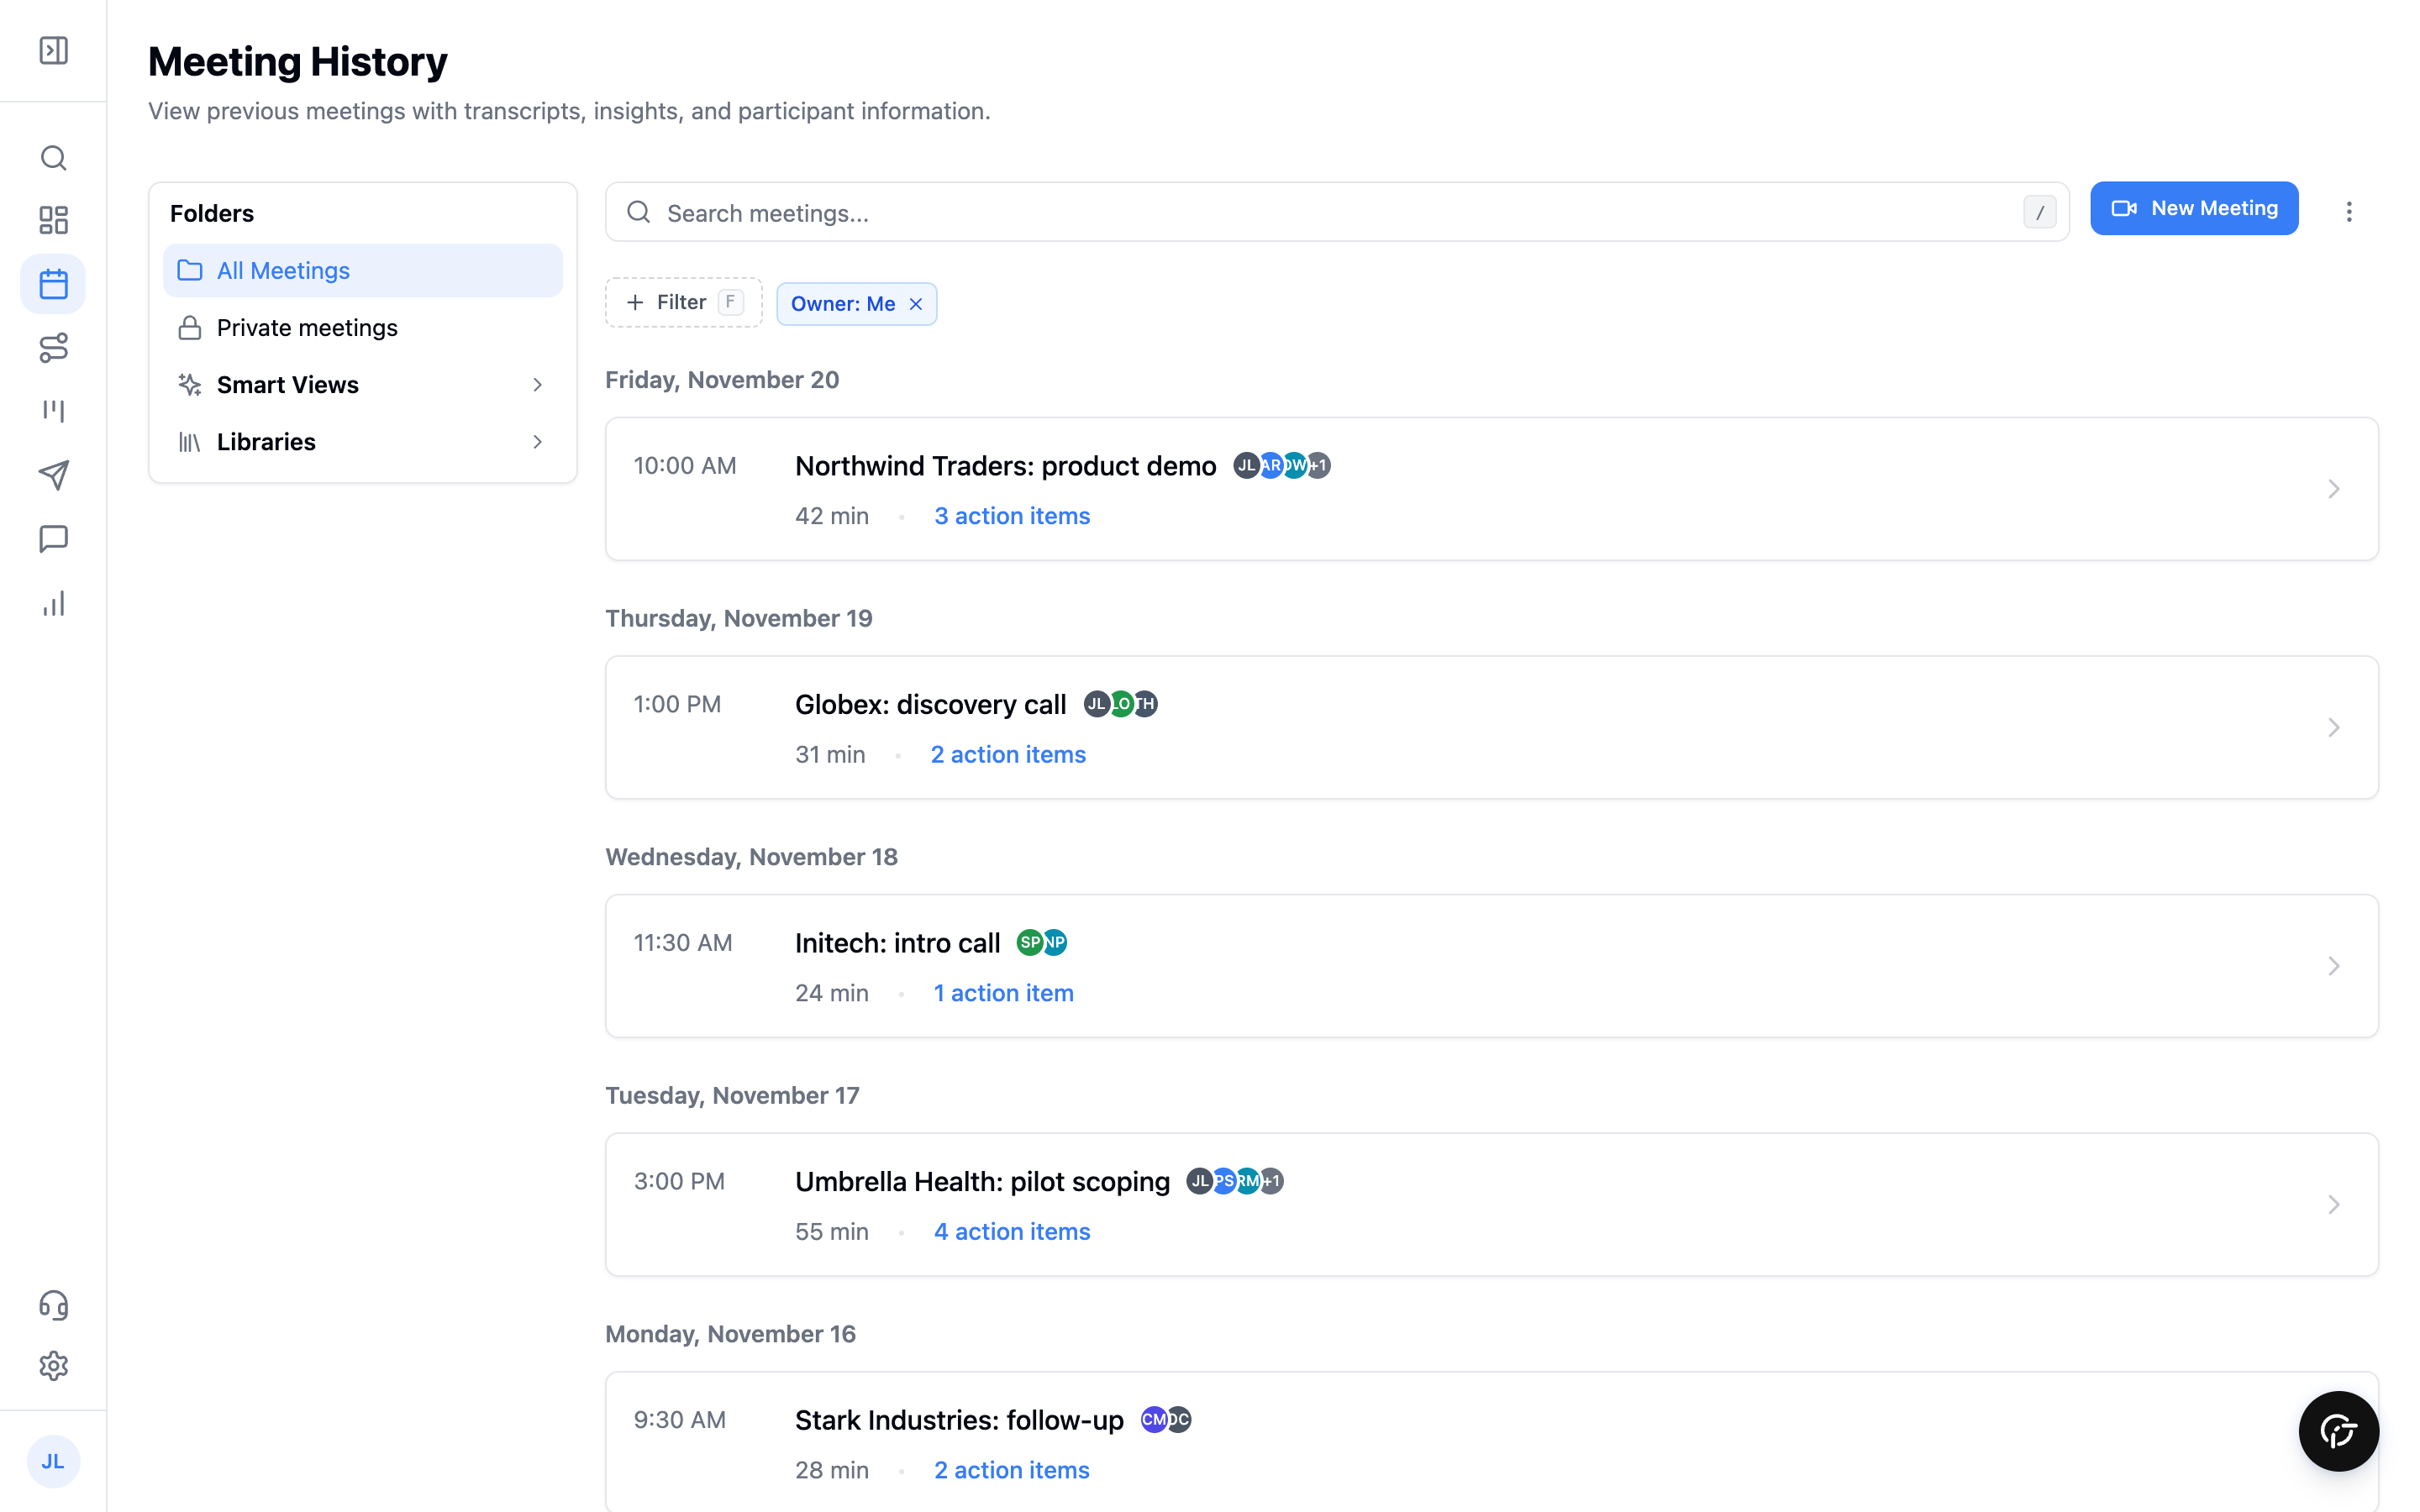 Meeting History
View previous meetings with transcripts, insights, and participant information.
Folders
All Meetings
Private meetings
Smart Views
Libraries
Search meetings...
/
New Meeting
Filter F
Owner: Me
Friday, November 20
10:00 AM
Northwind Traders: product demo
JL AR DW +1
42 min
3 action items
Thursday, November 19
1:00 PM
Globex: discovery call
JL LO TH
31 min
2 action items
Wednesday, November 18
11:30 AM
Initech: intro call
SP NP
24 min
1 action item
Tuesday, November 17
3:00 PM
Umbrella Health: pilot scoping
JL PS RM +1
55 min
4 action items
Monday, November 16
9:30 AM
Stark Industries: follow-up
CM DC
28 min
2 action items
JL